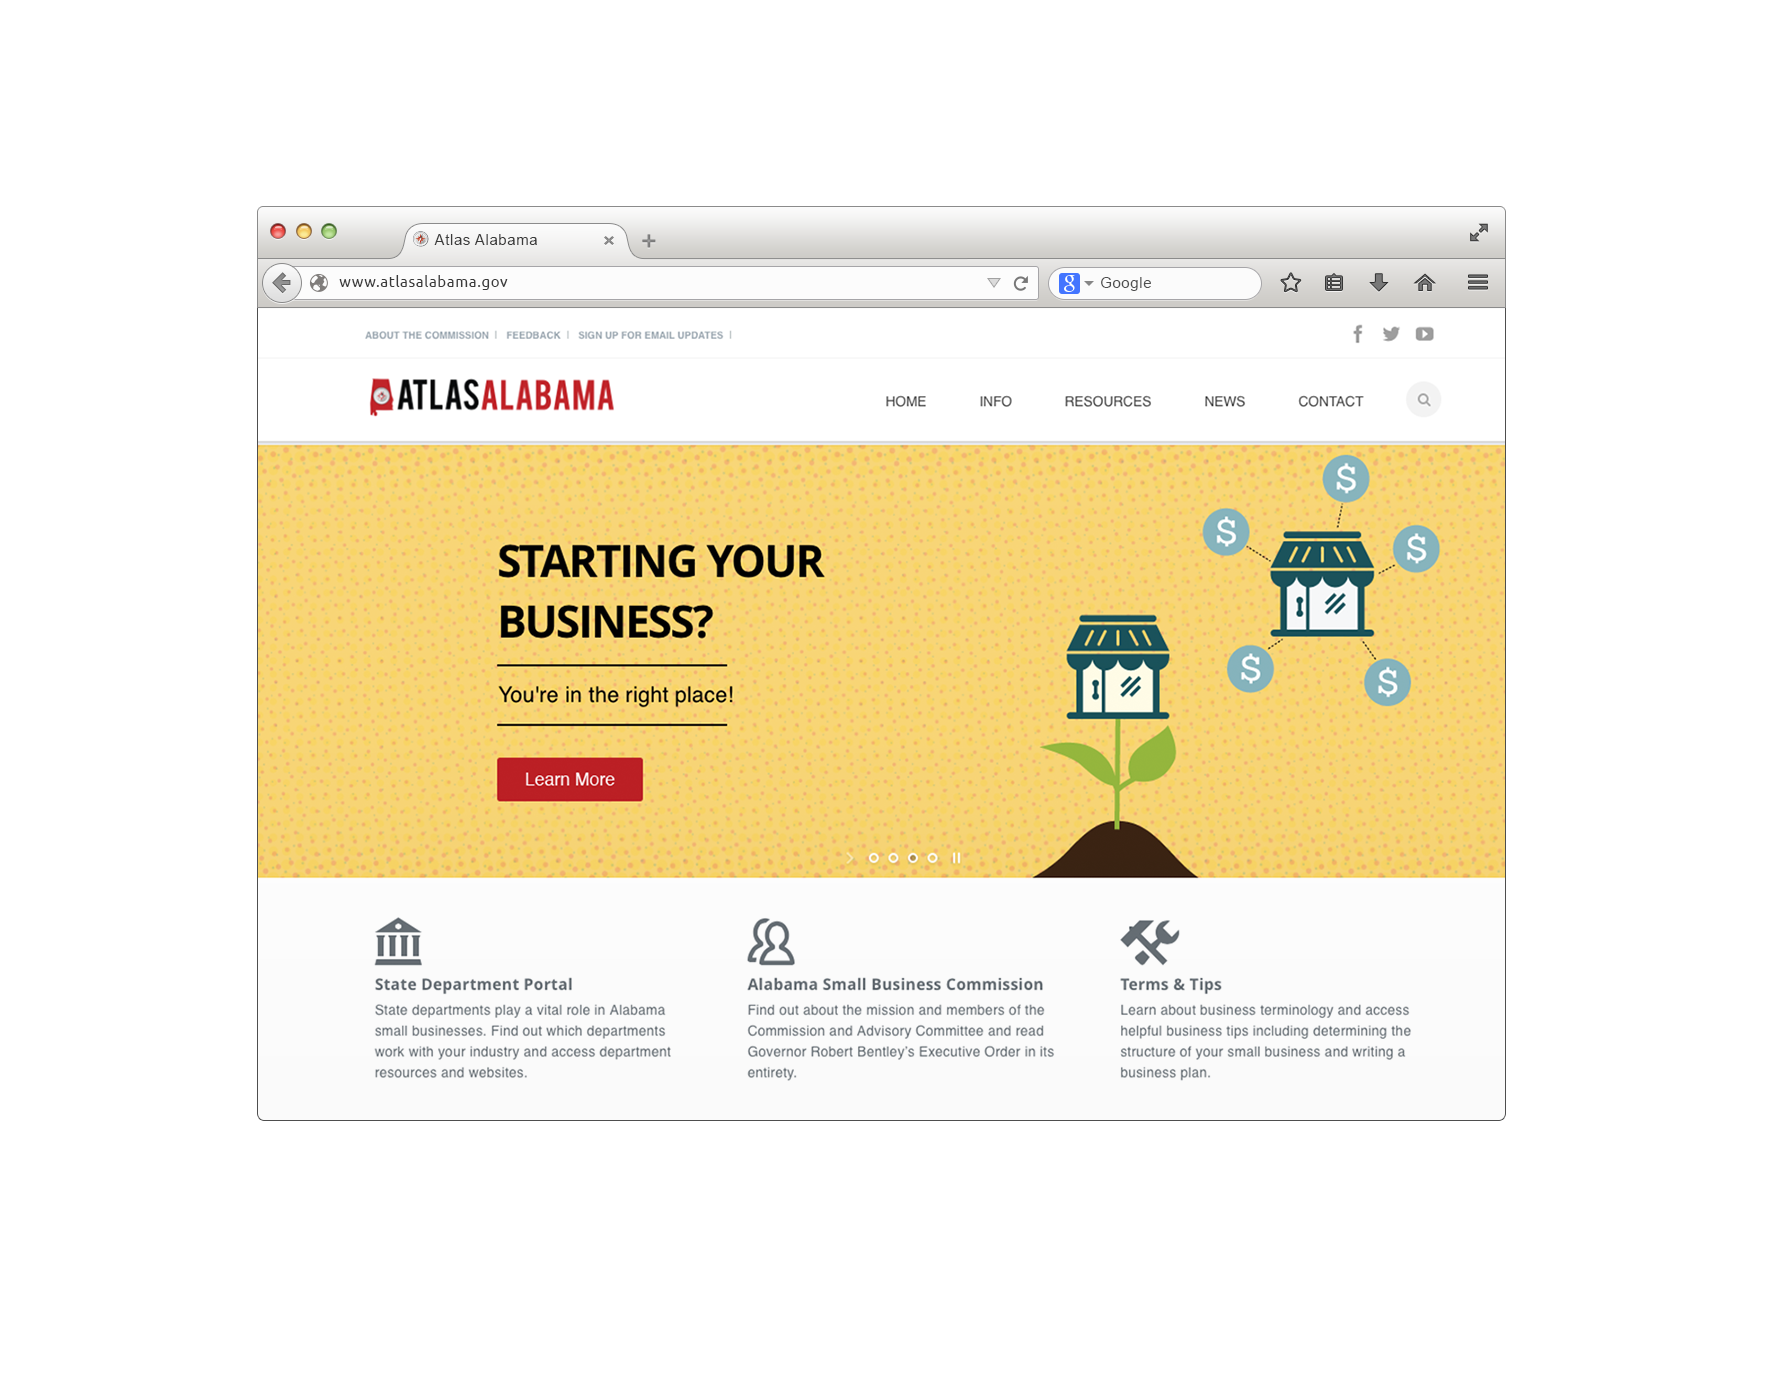 Atlas Alabama
www.atlasalabama.gov
Google
ABOUT THE COMMISSION | FEEDBACK | SIGN UP FOR EMAIL UPDATES |
ATLASALABAMA
HOME INFO RESOURCES NEWS CONTACT
$
$
$
$
$
STARTING YOUR
BUSINESS?
You're in the right place!
Learn More
State Department Portal
State departments play a vital role in Alabama
small businesses. Find out which departments
work with your industry and access department
resources and websites.
Alabama Small Business Commission
Find out about the mission and members of the
Commission and Advisory Committee and read
Governor Robert Bentley’s Executive Order in its
entirety.
Terms & Tips
Learn about business terminology and access
helpful business tips including determining the
structure of your small business and writing a
business plan.